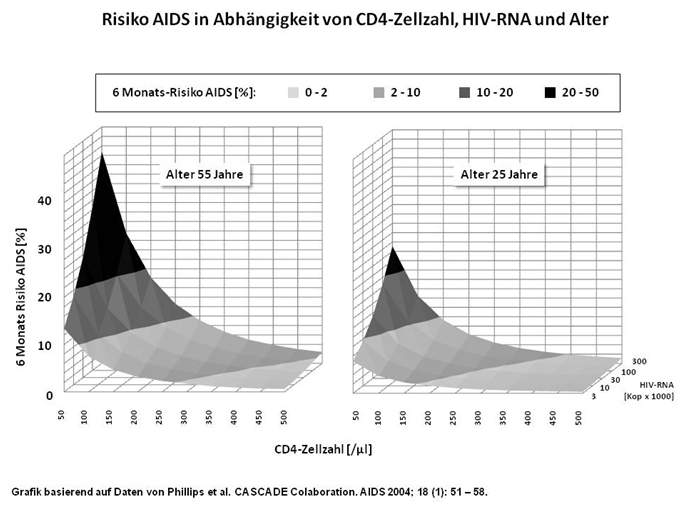 Risiko AIDS in Abhängigkeit von CD4-Zellzahl, HIV-RNA und Alter
6 Monats-Risiko AIDS [%]: 0 - 2 2 - 10 10 - 20 20 - 50
Alter 55 Jahre
Alter 25 Jahre
6 Monats Risiko AIDS [%]
40
30
20
10
0
50 100 150 200 250 300 350 400 450 500
50 100 150 200 250 300 350 400 450 500
300
100
30
10
3
HIV-RNA
[Kop x 1000]
CD4-Zellzahl [/µl]
Grafik basierend auf Daten von Phillips et al. CASCADE Colaboration. AIDS 2004; 18 (1): 51 – 58.